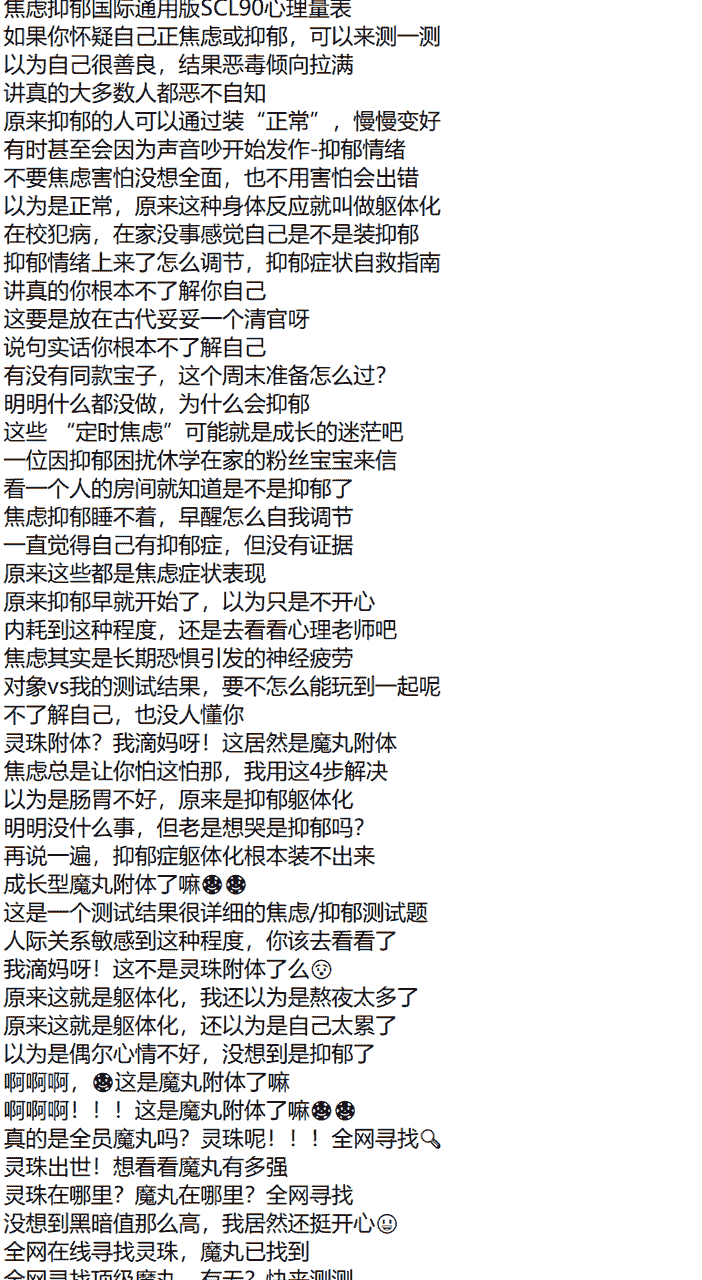 焦虑抑郁国际通用版SCL90心理量表
如果你怀疑自己正焦虑或抑郁，可以来测一测
以为自己很善良，结果恶毒倾向拉满
讲真的大多数人都恶不自知
原来抑郁的人可以通过装“正常”，慢慢变好
有时甚至会因为声音吵开始发作-抑郁情绪
不要焦虑害怕没想全面，也不用害怕会出错
以为是正常，原来这种身体反应就叫做躯体化
在校犯病，在家没事感觉自己是不是装抑郁
抑郁情绪上来了怎么调节，抑郁症状自救指南
讲真的你根本不了解你自己
这要是放在古代妥妥一个清官呀
说句实话你根本不了解自己
有没有同款宝子，这个周末准备怎么过？
明明什么都没做，为什么会抑郁
这些 “定时焦虑”可能就是成长的迷茫吧
一位因抑郁困扰休学在家的粉丝宝宝来信
看一个人的房间就知道是不是抑郁了
焦虑抑郁睡不着，早醒怎么自我调节
一直觉得自己有抑郁症，但没有证据
原来这些都是焦虑症状表现
原来抑郁早就开始了，以为只是不开心
内耗到这种程度，还是去看看心理老师吧
焦虑其实是长期恐惧引发的神经疲劳
对象vs我的测试结果，要不怎么能玩到一起呢
不了解自己，也没人懂你
灵珠附体？我滴妈呀！这居然是魔丸附体
焦虑总是让你怕这怕那，我用这4步解决
以为是肠胃不好，原来是抑郁躯体化
明明没什么事，但老是想哭是抑郁吗？
再说一遍，抑郁症躯体化根本装不出来
成长型魔丸附体了嘛
这是一个测试结果很详细的焦虑/抑郁测试题
人际关系敏感到这种程度，你该去看看了
我滴妈呀！这不是灵珠附体了么😯
原来这就是躯体化，我还以为是熬夜太多了
原来这就是躯体化，还以为是自己太累了
以为是偶尔心情不好，没想到是抑郁了
啊啊啊，这是魔丸附体了嘛
啊啊啊！！！这是魔丸附体了嘛
真的是全员魔丸吗？灵珠呢！！！全网寻找🔍
灵珠出世！想看看魔丸有多强
灵珠在哪里？魔丸在哪里？全网寻找
没想到黑暗值那么高，我居然还挺开心😀
全网在线寻找灵珠，魔丸已找到
全网寻找顶级魔丸，有无？快来测测